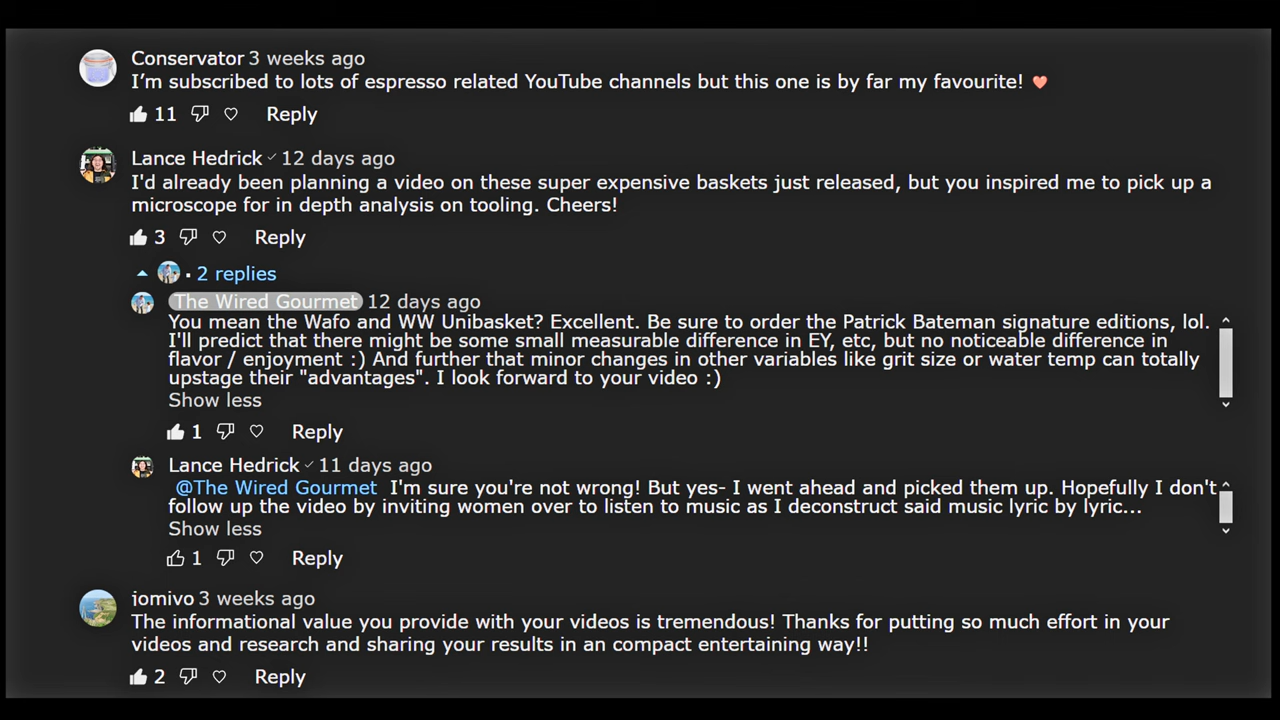 Conservator 3 weeks ago
I’m subscribed to lots of espresso related YouTube channels but this one is by far my favourite!
11 Reply
Lance Hedrick 12 days ago
I'd already been planning a video on these super expensive baskets just released, but you inspired me to pick up a
microscope for in depth analysis on tooling. Cheers!
3 Reply
2 replies
The Wired Gourmet 12 days ago
You mean the Wafo and WW Unibasket? Excellent. Be sure to order the Patrick Bateman signature editions, lol.
I'll predict that there might be some small measurable difference in EY, etc, but no noticeable difference in
flavor / enjoyment :) And further that minor changes in other variables like grit size or water temp can totally
upstage their "advantages". I look forward to your video :)
Show less
1 Reply
Lance Hedrick 11 days ago
@The Wired Gourmet I'm sure you're not wrong! But yes- I went ahead and picked them up. Hopefully I don't
follow up the video by inviting women over to listen to music as I deconstruct said music lyric by lyric...
Show less
1 Reply
jomivo 3 weeks ago
The informational value you provide with your videos is tremendous! Thanks for putting so much effort in your
videos and research and sharing your results in an compact entertaining way!!
2 Reply